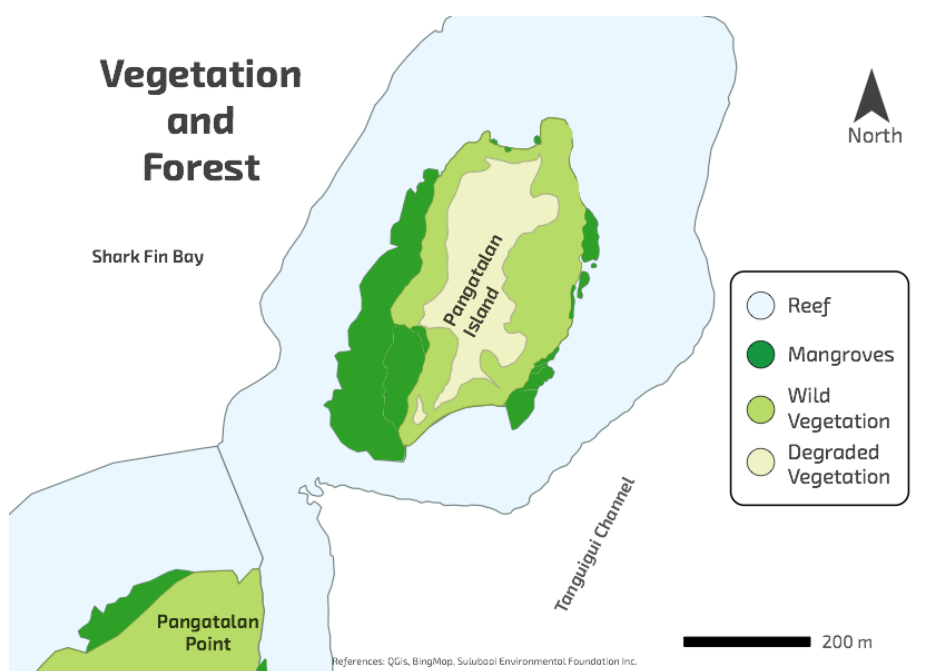 Vegetation
and
Forest
North
Shark Fin Bay
Pangatalan
Island
Reef
Mangroves
Wild
Vegetation
Degraded
Vegetation
Tanguigui Channel
Pangatalan
Point
200 m
References: QGis, BingMap, Sulubaai Environmental Foundation Inc.